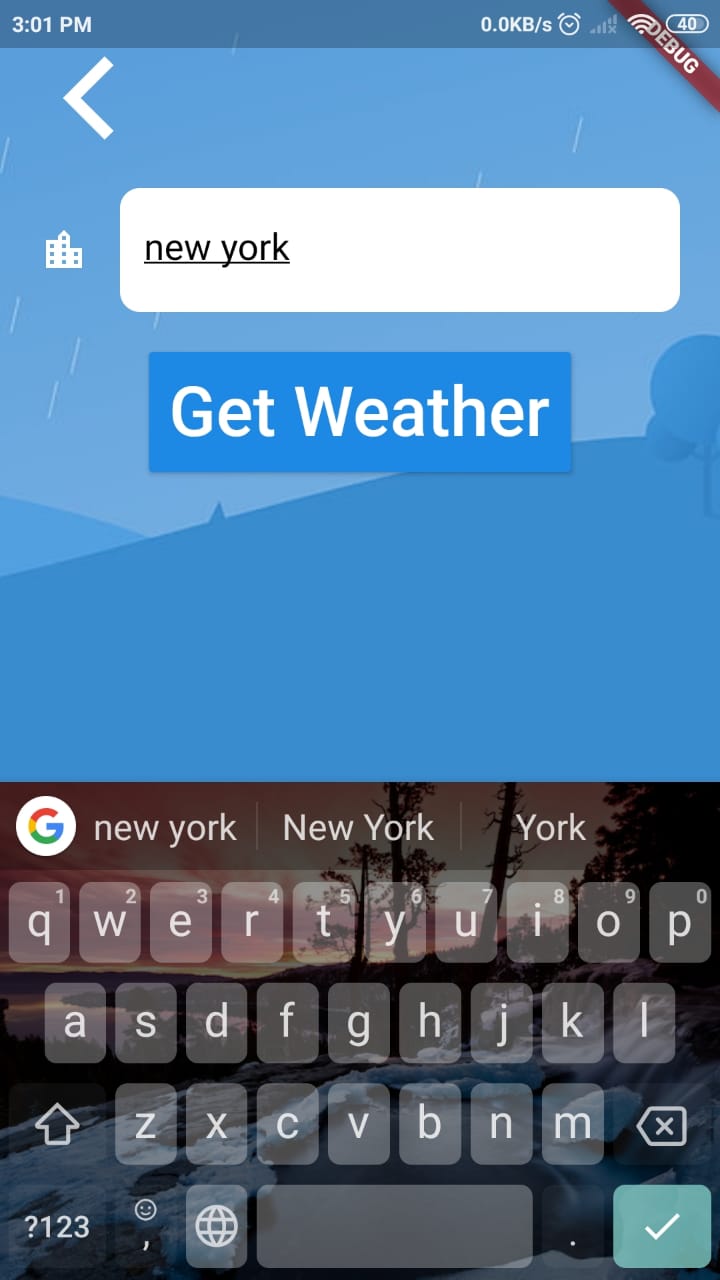 3:01 PM
0.0KB/s
40
DEBUG
new york
Get Weather
G new york New York York
1 2 3 4 5 6 7 8 9 0
q w e r t y u i o p
a s d f g h j k l
z x c v b n m
?123 , .